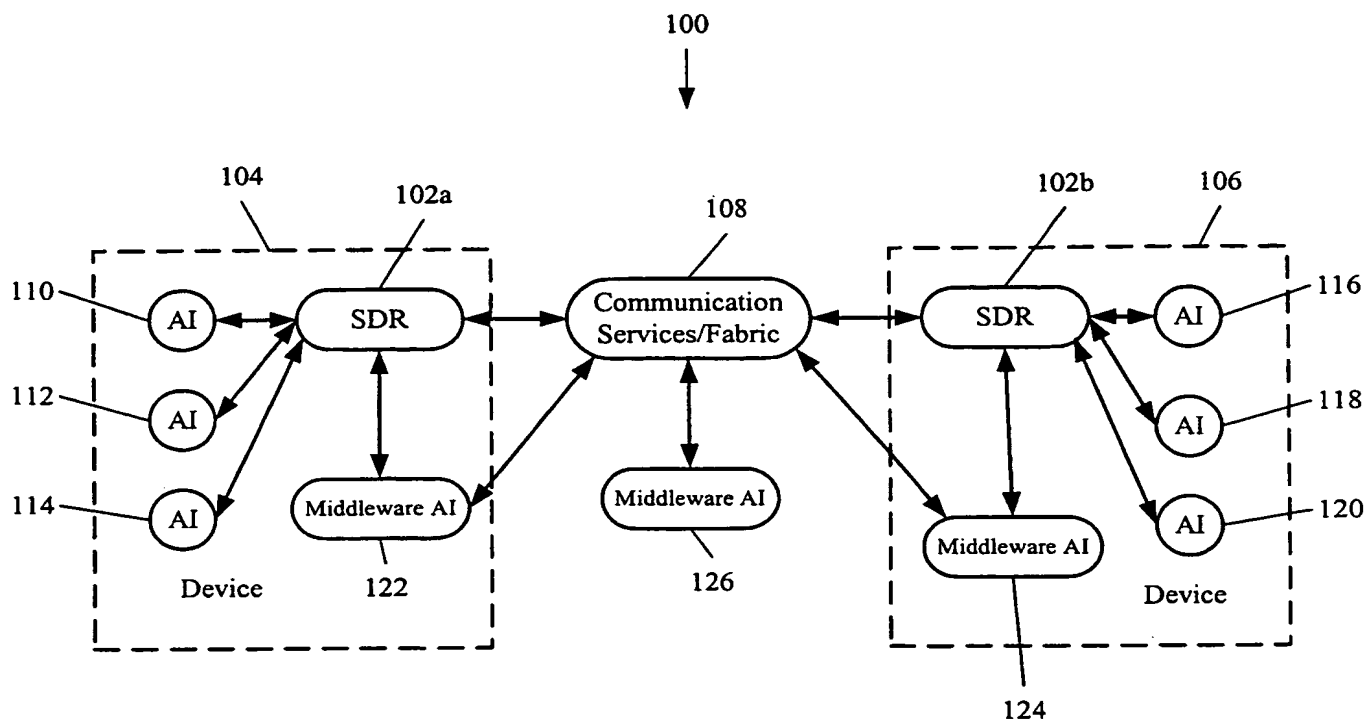 100
104
102a
108
102b
106
110
AI
SDR
Communication
Services/Fabric
SDR
AI
116
112
AI
AI
118
114
AI
Middleware AI
Middleware AI
Middleware AI
AI
120
Device
122
126
Device
124